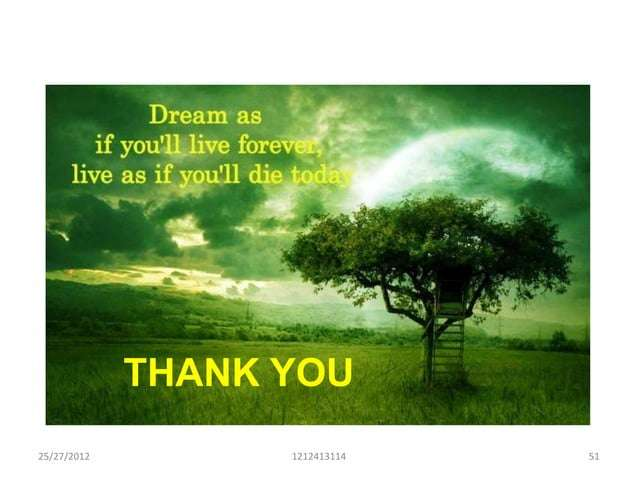 Dream as
if you'll live forever,
live as if you'll die today
THANK YOU
25/27/2012 1212413114 51